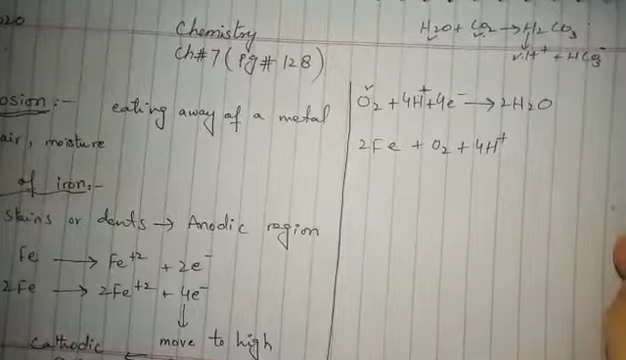 020
Chemistry
Ch#7 (Pg # 128)
osion:- eating away of a metal
air, moisture
of iron:-
stains or dents → Anodic region
Fe → Fe+2 + 2e-
2Fe → 2Fe+2 + 4e-
↓
Cathodic ← move to high
H2O + CO2 → H2CO3
↓
H+ + HCO3-
O2 + 4H+ + 4e- → 2H2O
2Fe + O2 + 4H+